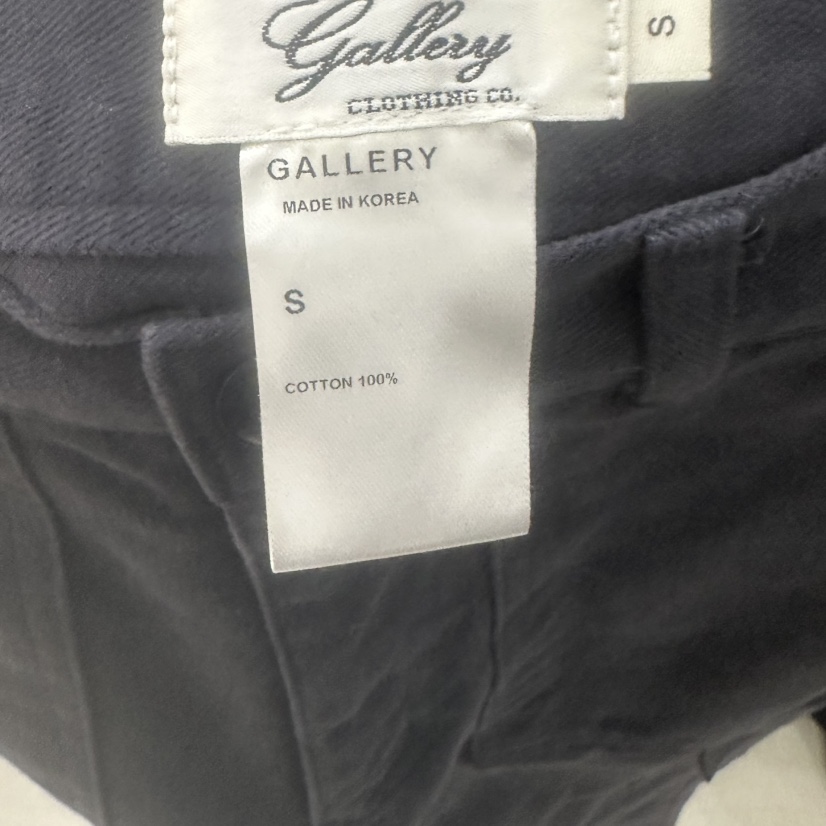 Gallery
CLOTHING CO.
S
GALLERY
MADE IN KOREA
S
COTTON 100%